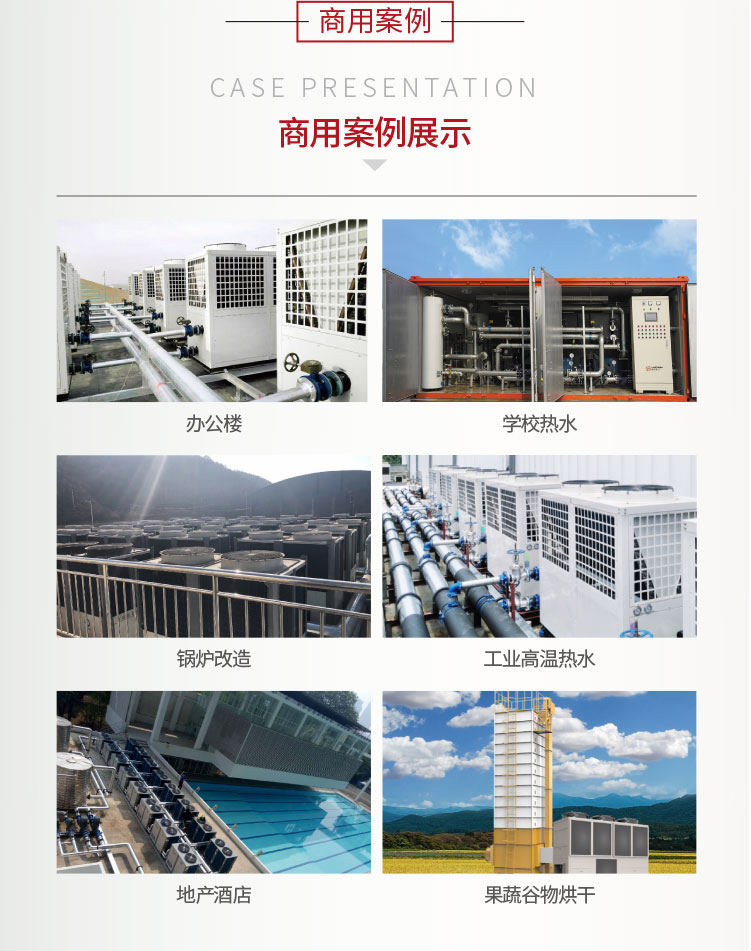 商用案例
CASE PRESENTATION
商用案例展示
办公楼
学校热水
锅炉改造
工业高温热水
地产酒店
果蔬谷物烘干